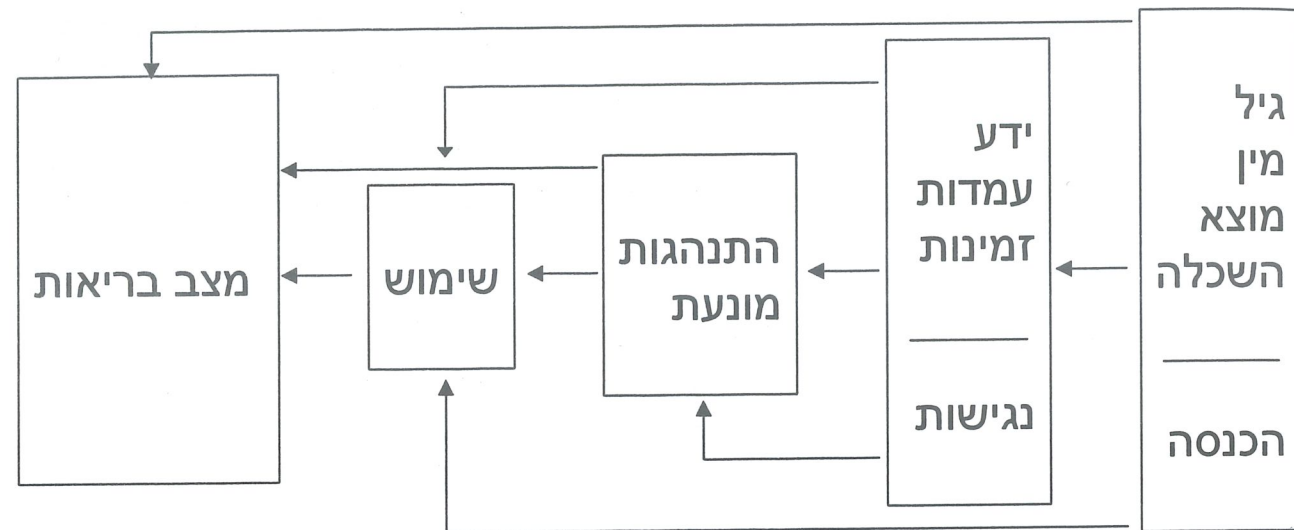 גיל
מין
מוצא
השכלה
הכנסה
ידע
עמדות
זמינות
נגישות
התנהגות
מונעת
שימוש
מצב בריאות